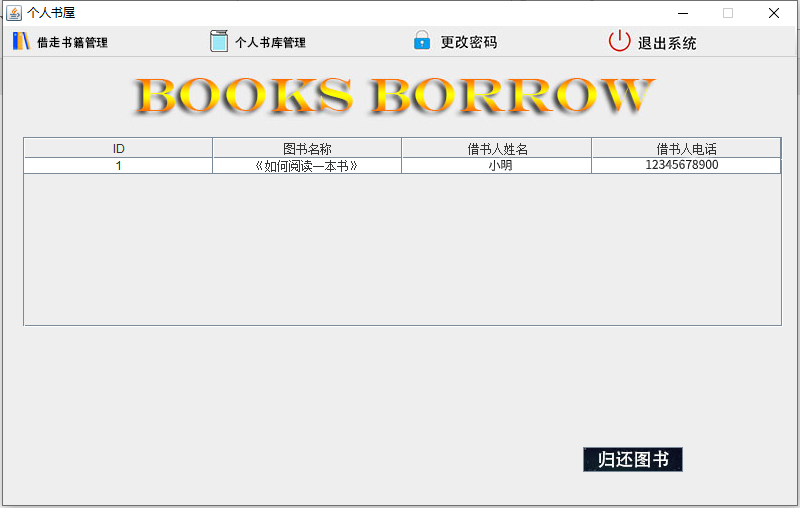 个人书屋
借走书籍管理 个人书库管理 更改密码 退出系统
BOOKS BORROW
ID 图书名称 借书人姓名 借书人电话
1 《如何阅读一本书》 小明 12345678900
归还图书